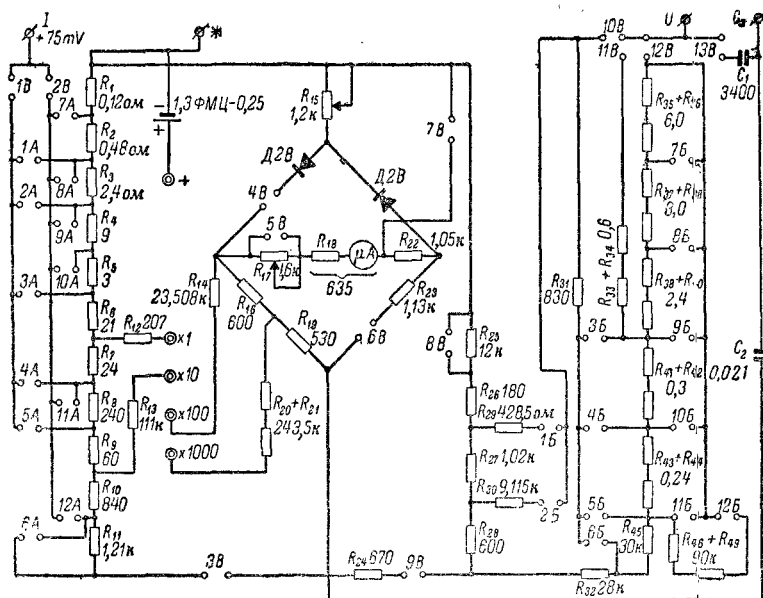 I
+75mV
*
1В
2В
7А
R1
0,12ом
R2
0,48ом
1А
R3
2,4ом
8А
2А
R4
9
9А
R5
3
10А
3А
R6
21
R12 207
R7
24
4А
R8
240
11А
5А
R9
60
R10
840
12А
6А
R11
1,21к
1,3 ФМЦ-0,25
−
+
+
x1
x10
x100
x1000
R13
111к
R14
23,508к
R15
1,2к
Д2В
Д2В
4В
5В
R17
1,6к
R18
μА
R22
635
1,05к
7В
R16
600
R19
530
R23
1,13к
6В
8В
R20+R21
243,5к
R25
12к
R26 180
R29 428,5ом
1Б
R27 1,02к
R30 9,115к
2Б
R28
600
3В
R24 670
9В
R32 28к
10В
11В
U
12В
13В
C1
3400
R35+R36
6,0
7Б
8,0
8Б
R31
830
R33 + R34 0,6
2,4
3Б
9Б
R41+R42
0,3
C2
0,021
4Б
10Б
R43+R44
0,24
5Б
11Б
12Б
6Б
R45
30к
R46 + R49
90к